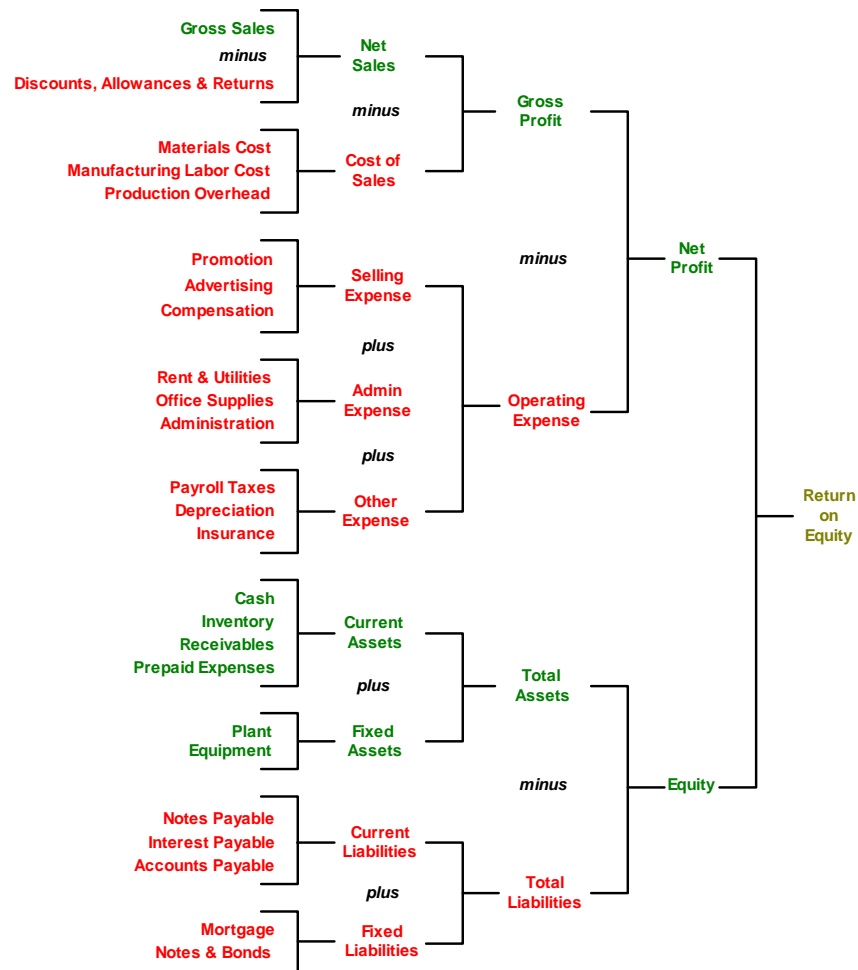 Gross Sales
minus
Discounts, Allowances & Returns
Net
Sales
minus
Materials Cost
Manufacturing Labor Cost
Production Overhead
Cost of
Sales
Gross
Profit
minus
Promotion
Advertising
Compensation
Selling
Expense
plus
Rent & Utilities
Office Supplies
Administration
Admin
Expense
plus
Payroll Taxes
Depreciation
Insurance
Other
Expense
Operating
Expense
Net
Profit
Cash
Inventory
Receivables
Prepaid Expenses
Current
Assets
plus
Plant
Equipment
Fixed
Assets
Total
Assets
minus
Notes Payable
Interest Payable
Accounts Payable
Current
Liabilities
plus
Mortgage
Notes & Bonds
Fixed
Liabilities
Total
Liabilities
Equity
Return
on
Equity